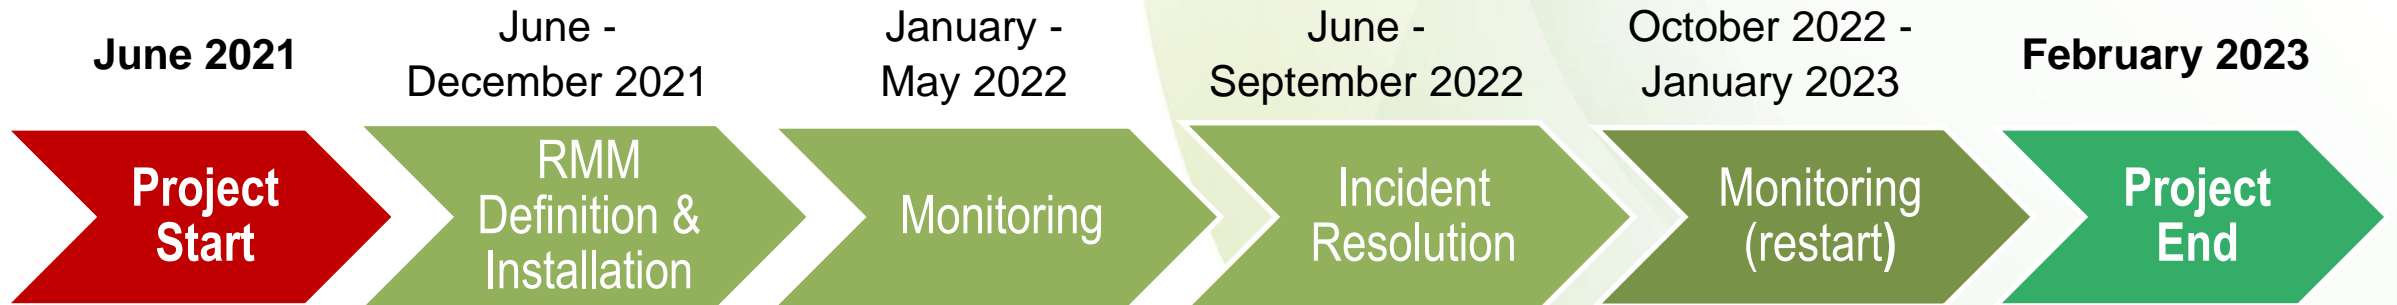 June 2021
June -
December 2021
January -
May 2022
June -
September 2022
October 2022 -
January 2023
February 2023
Project
Start
RMM
Definition &
Installation
Monitoring
Incident
Resolution
Monitoring
(restart)
Project
End